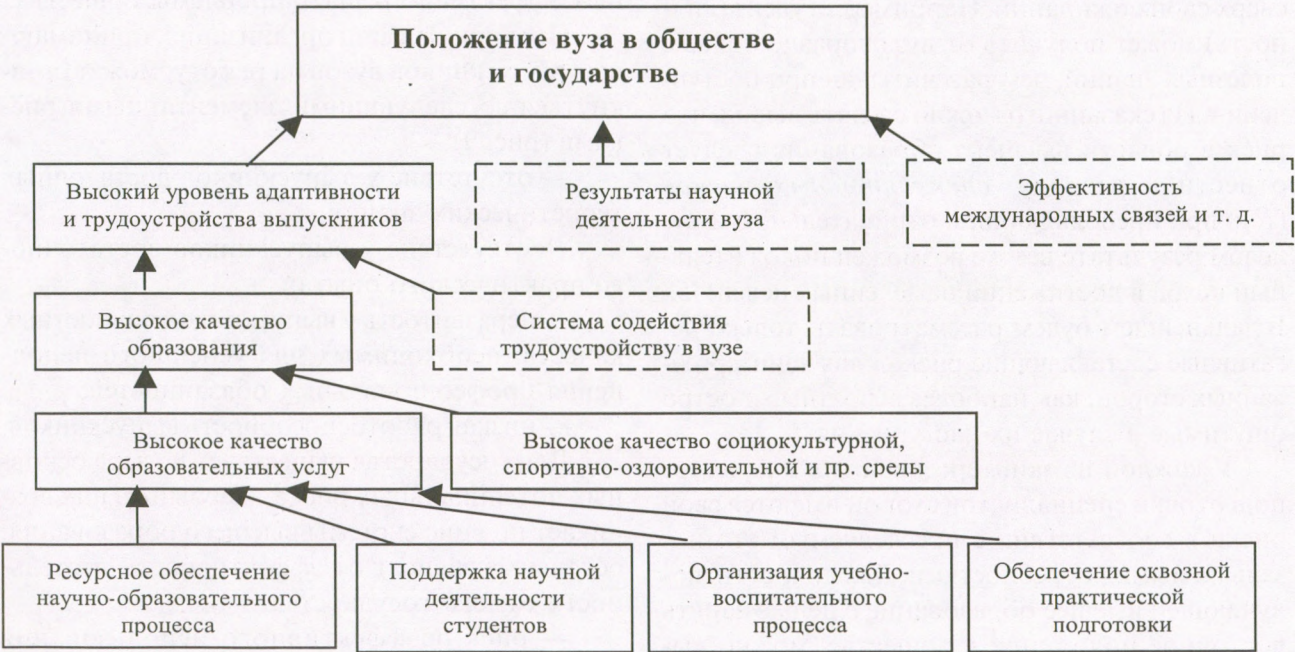 Положение вуза в обществе
и государстве
Высокий уровень занятости
и трудоустройства выпускников
Результаты научной
деятельности вуза
Эффективность
международных связей и т. д.
Высокое качество
образования
Система содействия
трудоустройству в вузе
Высокое качество
образовательных услуг
Высокое качество социокультурной,
спортивно-оздоровительной и пр. среды
Ресурсное обеспечение
научно-образовательного
процесса
Поддержка научной
деятельности
студентов
Организация учебно-
воспитательного
процесса
Обеспечение сквозной
практической
подготовки